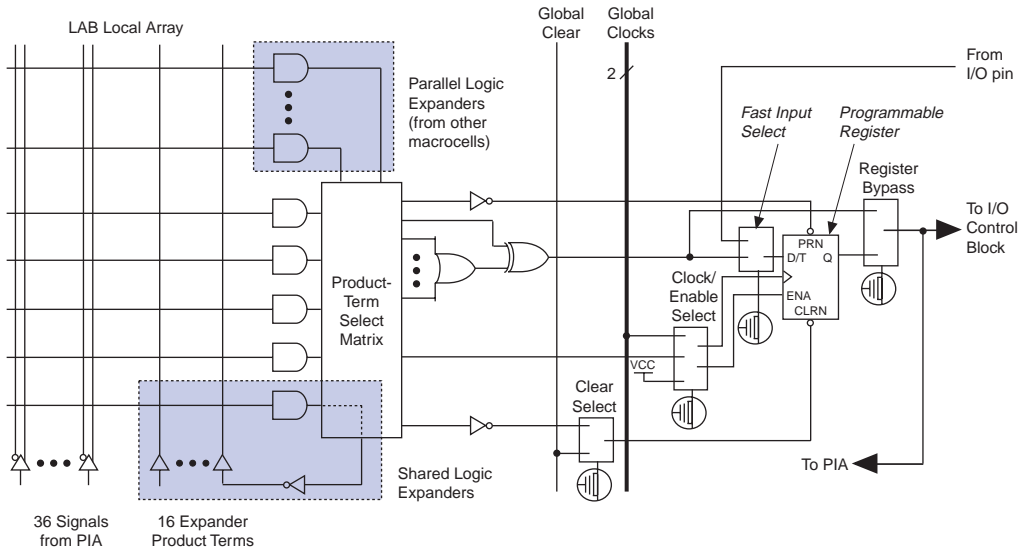 LAB Local Array
Global
Clear
Global
Clocks
2
From
I/O pin
Parallel Logic
Expanders
(from other
macrocells)
Fast Input
Select
Programmable
Register
Register
Bypass
To I/O
Control
Block
PRN
D/T Q
ENA
CLRN
Product-
Term
Select
Matrix
Clock/
Enable
Select
VCC
Clear
Select
To PIA
Shared Logic
Expanders
36 Signals
from PIA
16 Expander
Product Terms